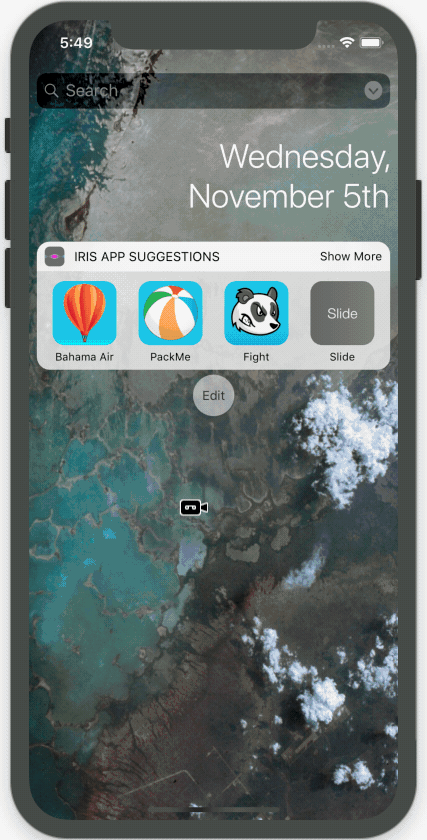 5:49
Search
Wednesday,
November 5th
IRIS APP SUGGESTIONS Show More
Slide
Bahama Air PackMe Fight Slide
Edit